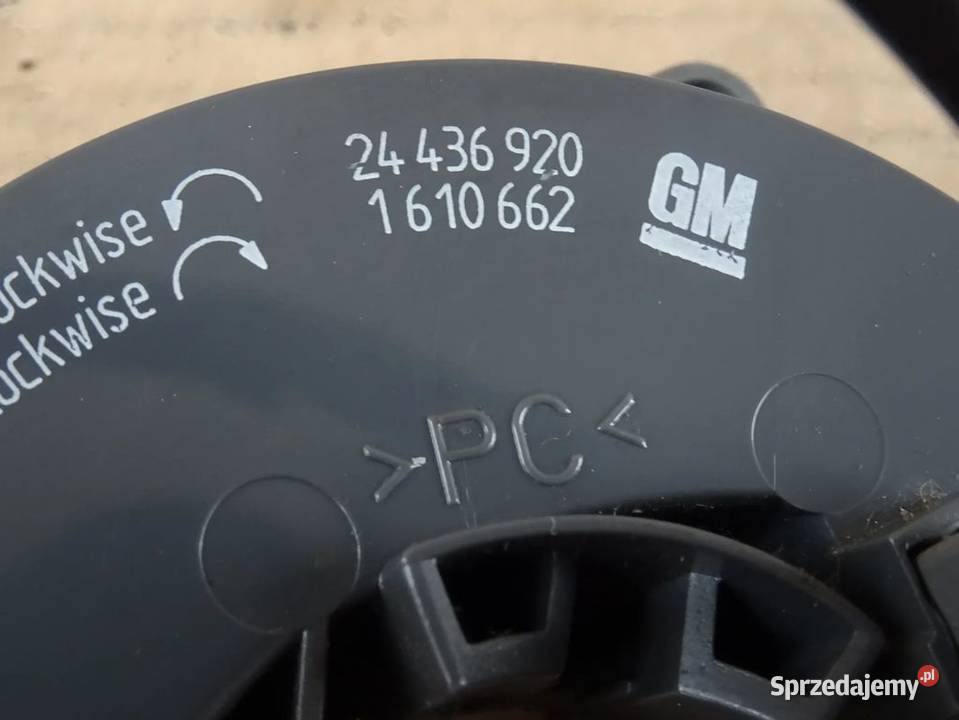 24 436 920
1 610 662
GM
ockwise
ockwise
>PC<
Sprzedajemy.pl